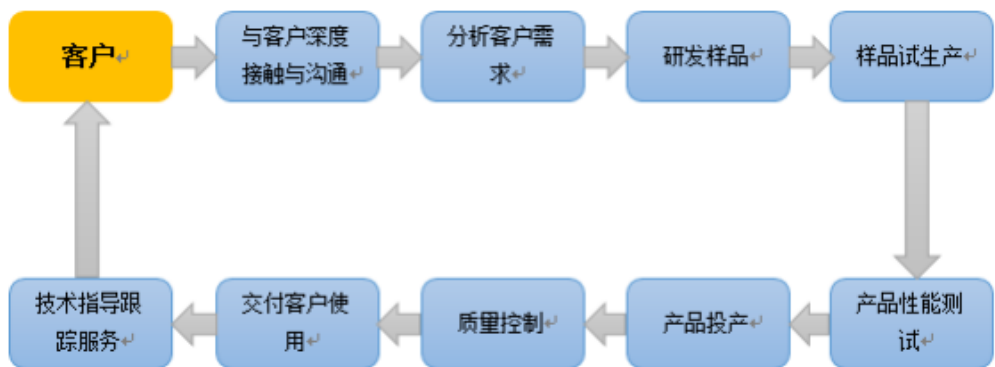 客户
与客户深度
接触与沟通
分析客户需
求
研发样品
样品试生产
产品性能测
试
产品投产
质量控制
交付客户使
用
技术指导跟
踪服务